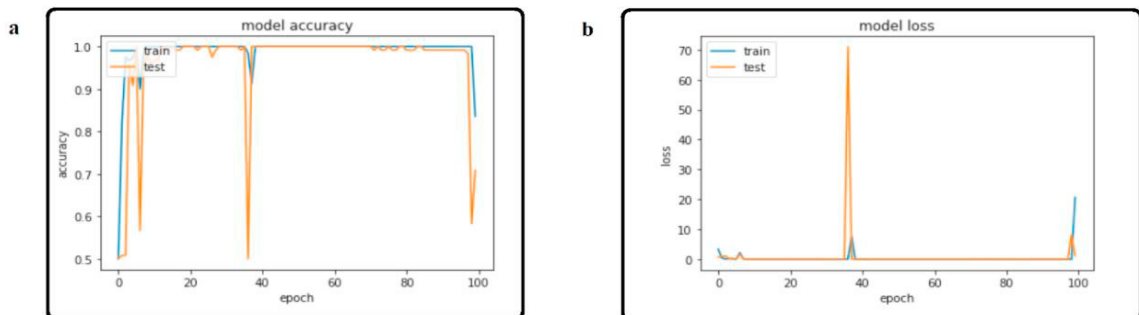 a
model accuracy
1.0
0.9
0.8
0.7
0.6
0.5
accuracy
train
test
0 20 40 60 80 100
epoch
b
model loss
70
60
50
40
30
20
10
0
loss
train
test
0 20 40 60 80 100
epoch